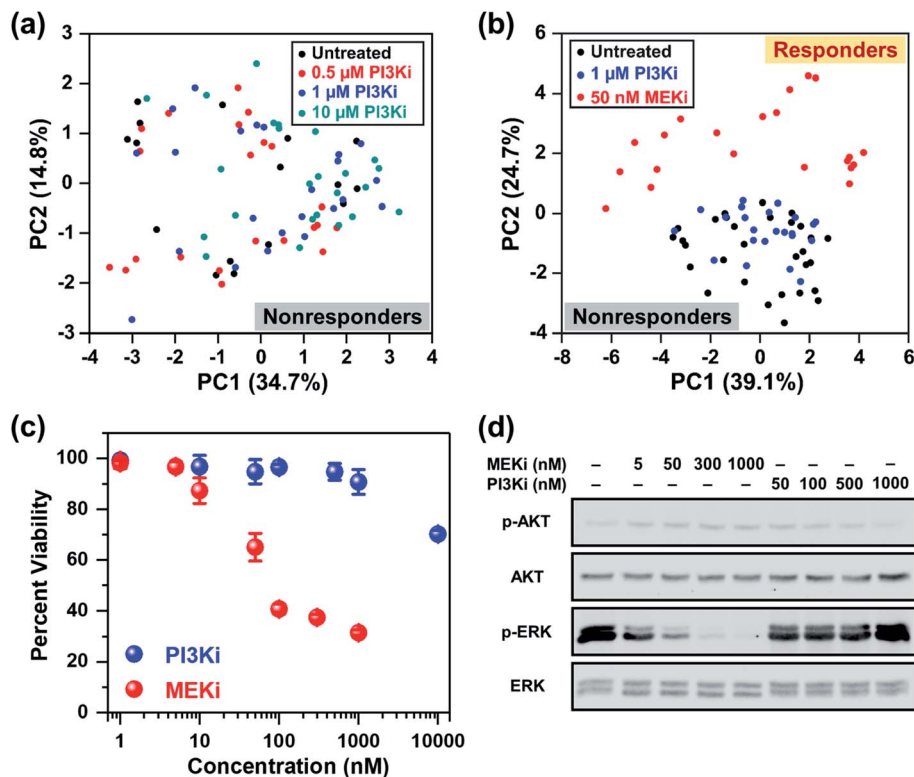 (a)
3
2
1
0
-1
-2
-3
PC2 (14.8%)
Untreated
0.5 µM PI3Ki
1 µM PI3Ki
10 µM PI3Ki
Nonresponders
-4 -3 -2 -1 0 1 2 3 4
PC1 (34.7%)
(b)
6
4
2
0
-2
-4
PC2 (24.7%)
Untreated
1 µM PI3Ki
50 nM MEKi
Responders
Nonresponders
-8 -6 -4 -2 0 2 4 6
PC1 (39.1%)
(c)
100
80
60
40
20
0
Percent Viability
PI3Ki
MEKi
1 10 100 1000 10000
Concentration (nM)
(d)
MEKi (nM) – 5 50 300 1000 – – – –
PI3Ki (nM) – – – – – 50 100 500 1000
p-AKT
AKT
p-ERK
ERK